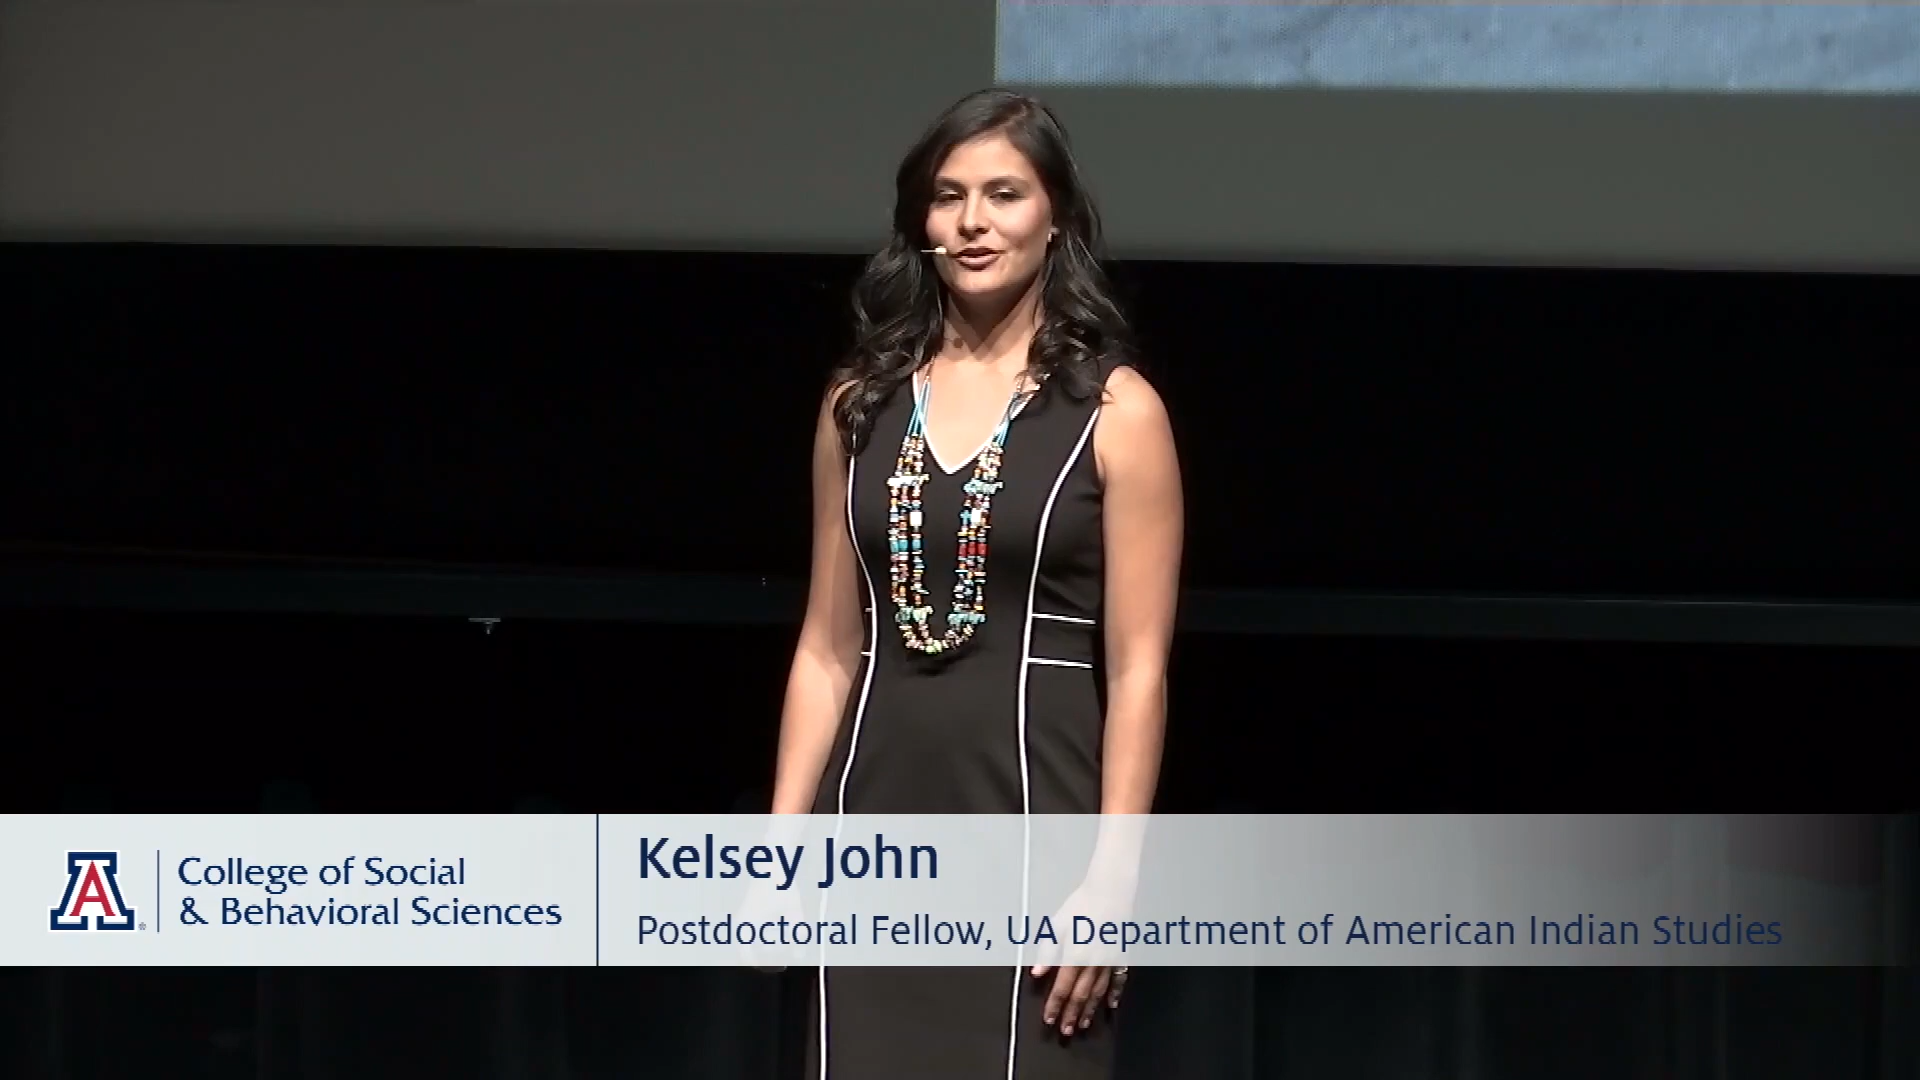 A
College of Social
& Behavioral Sciences
Kelsey John
Postdoctoral Fellow, UA Department of American Indian Studies